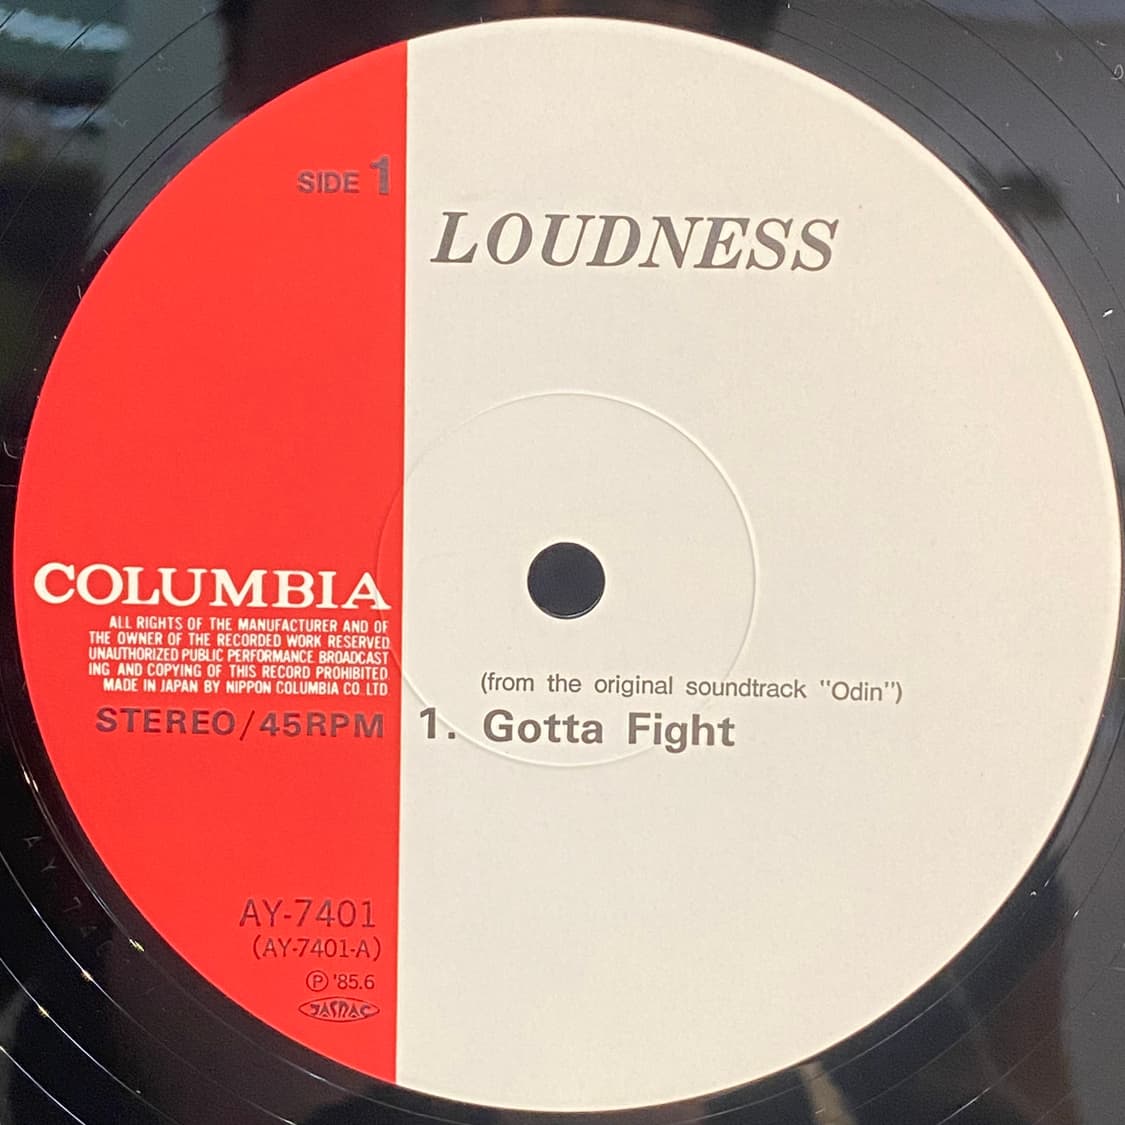 SIDE 1
LOUDNESS
COLUMBIA
ALL RIGHTS OF THE MANUFACTURER AND OF
THE OWNER OF THE RECORDED WORK RESERVED
UNAUTHORIZED PUBLIC PERFORMANCE BROADCAST
ING AND COPYING OF THIS RECORD PROHIBITED.
MADE IN JAPAN BY NIPPON COLUMBIA CO. LTD
STEREO/45RPM
(from the original soundtrack "Odin")
1. Gotta Fight
AY-7401
(AY-7401-A)
Ⓟ '85.6
JASRAC